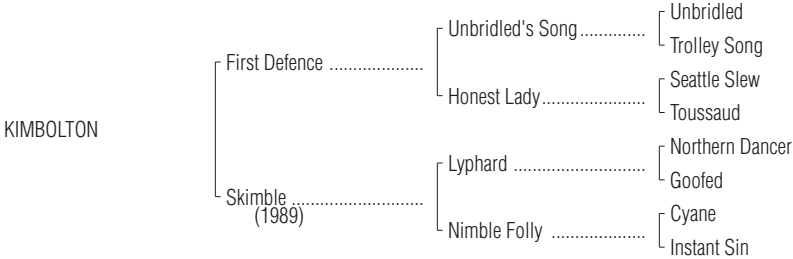 Unbridled
Unbridled's Song..............
Trolley Song
First Defence ....................
Seattle Slew
Honest Lady......................
Toussaud
KIMBOLTON
Northern Dancer
Lyphard ............................
Goofed
Skimble ............................
(1989)
Cyane
Nimble Folly ....................
Instant Sin